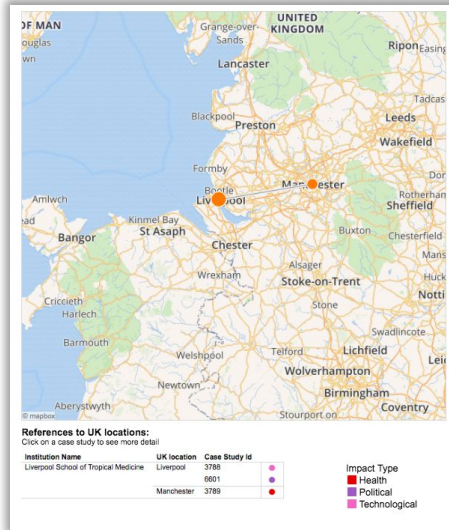 OF MAN
Grange-over-
Sands
UNITED
KINGDOM
Douglas
Ripon
Easing
Lancaster
Tadcas
Blackpool
Preston
Leeds
Wakefield
Formby
Bootle
Liverpool
Manchester
Rotherham
Sheffield
Amlwch
Kinmel Bay
Bangor
St Asaph
Chester
Buxton
Chesterfield
Mans
Wrexham
Alsager
Stoke-on-Trent
Huck
Criccieth
Stone
Notti
Harlech
Swadlincote
Barmouth
Welshpool
Telford
Lichfield
Leic
Wolverhampton
Newtown
Birmingham
Aberystwyth
Stourport on
Coventry
© mapbox
References to UK locations:
Click on a case study to see more detail
Institution Name UK location Case Study Id
Liverpool School of Tropical Medicine Liverpool 3788
6601
Manchester 3789
Impact Type
Health
Political
Technological